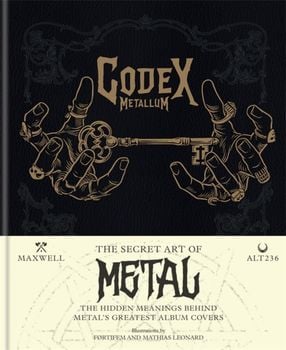 CODEX
METALLUM
THE SECRET ART OF
MAXWELL
ALT236
METAL
THE HIDDEN MEANINGS BEHIND
METAL'S GREATEST ALBUM COVERS
Illustrations by
FØRTIFEM AND MATHIAS LEONARD